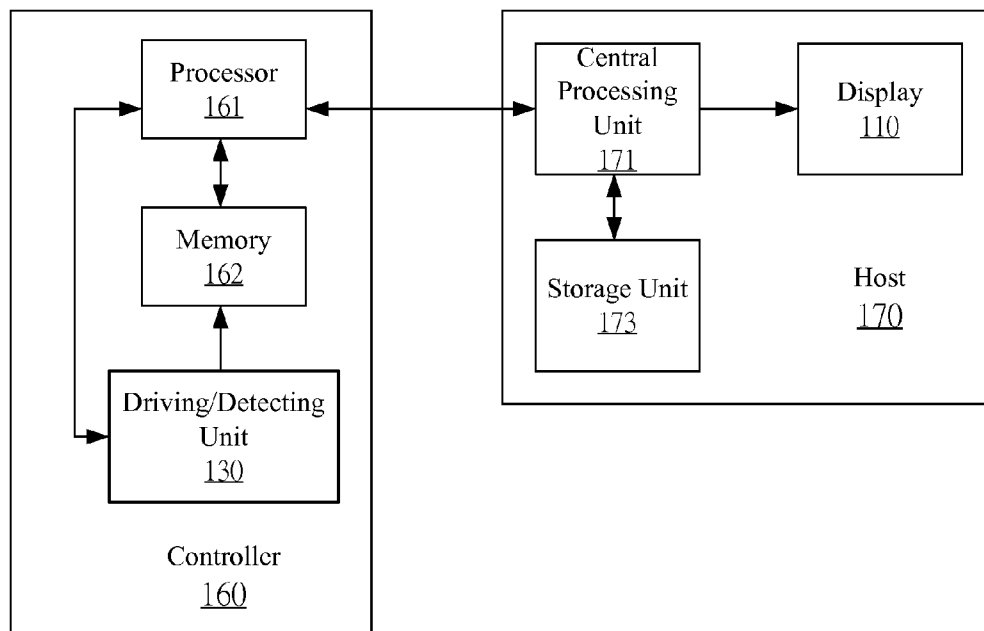 Processor
161
Memory
162
Driving/Detecting
Unit
130
Controller
160
Central
Processing
Unit
171
Display
110
Storage Unit
173
Host
170